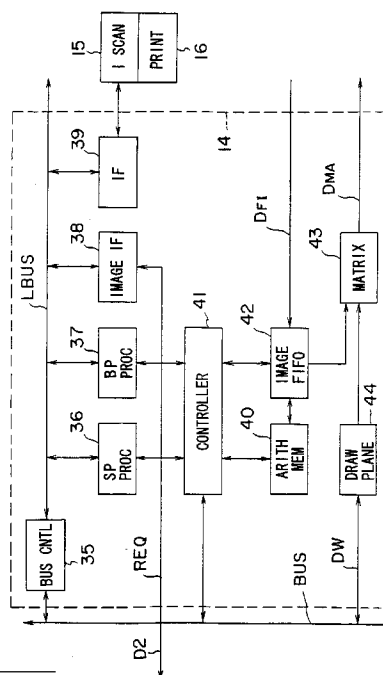 15
I SCAN
PRINT
16
14
39
IF
38
IMAGE IF
37
BP PROC
36
SP PROC
LBUS
BUS CNTL
35
41
CONTROLLER
REQ
D2
BUS
DFI
DMA
42
IMAGE FIFO
40
ARITH MEM
43
MATRIX
44
DRAW PLANE
DW